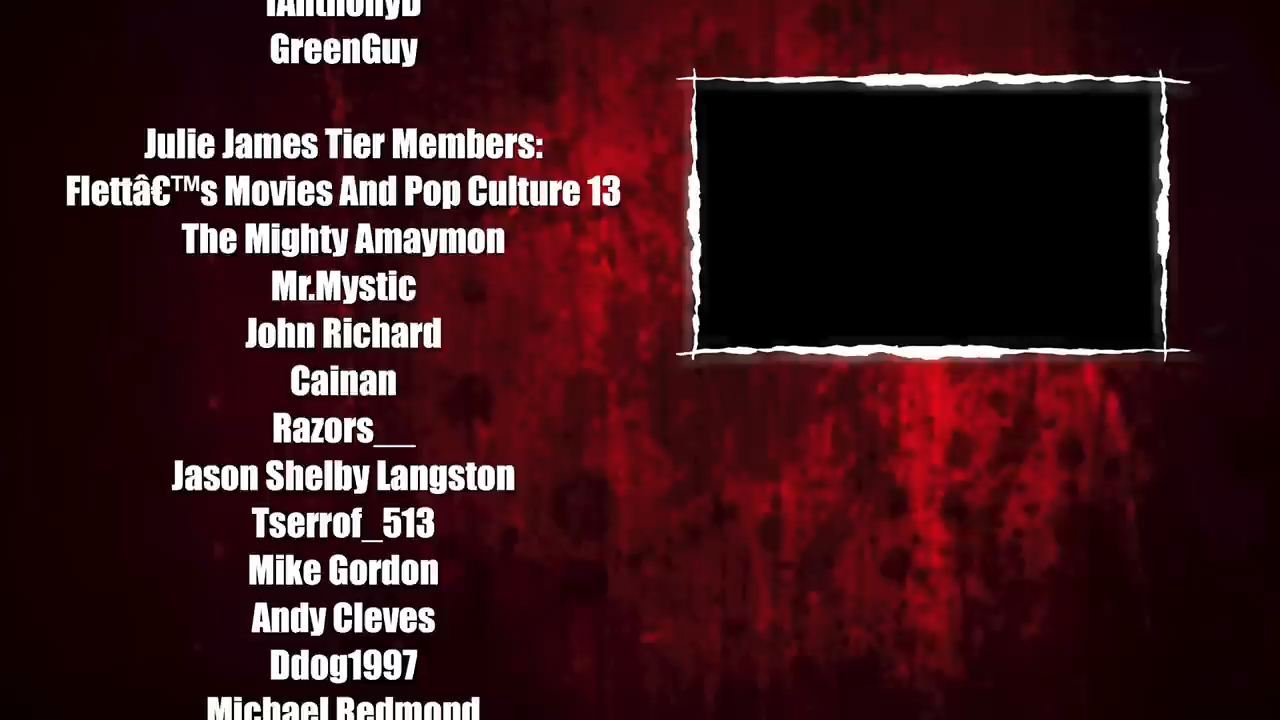 GreenGuy
Julie James Tier Members:
Flettâ€™s Movies And Pop Culture 13
The Mighty Amaymon
Mr.Mystic
John Richard
Cainan
Razors__
Jason Shelby Langston
Tserrof_513
Mike Gordon
Andy Cleves
Ddog1997
Michael Redmond